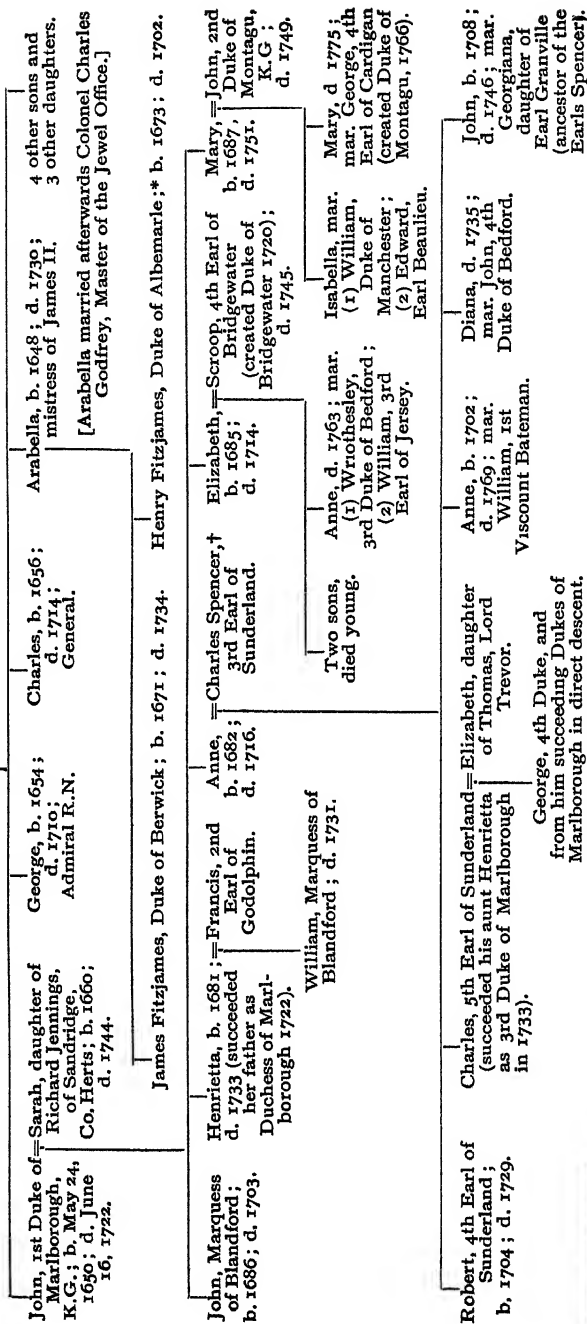 John, 1st Duke of
Marlborough,
K.G.; b. May 24,
1650; d. June
16, 1722.
=Sarah, daughter of
Richard Jennings,
of Sandridge,
Co. Herts; b. 1660;
d. 1744.
George, b. 1654;
d. 1710;
Admiral R.N.
Charles, b. 1656;
d. 1714;
General.
Arabella, b. 1648; d. 1730;
mistress of James II.
4 other sons and
3 other daughters.
[Arabella married afterwards Colonel Charles
Godfrey, Master of the Jewel Office.]
James Fitzjames, Duke of Berwick; b. 1671; d. 1734.
Henry Fitzjames, Duke of Albemarle;* b. 1673; d. 1702.
John, Marquess
of Blandford;
b. 1686; d. 1703.
Henrietta, b. 1681;
d. 1733 (succeeded
her father as
Duchess of Marl-
borough 1722).
=Francis, 2nd
Earl of
Godolphin.
Anne,
b. 1682;
d. 1716.
=Charles Spencer,†
3rd Earl of
Sunderland.
Elizabeth,
b. 1685;
d. 1714.
=Scroop, 4th Earl of
Bridgewater
(created Duke of
Bridgewater 1720);
d. 1745.
Mary,
b. 1687,
d. 1751.
=John, 2nd
Duke of
Montagu,
K.G;
d. 1749.
William, Marquess of
Blandford; d. 1731.
Two sons,
died young.
Anne, d. 1763; mar.
(1) Wriothesley,
3rd Duke of Bedford;
(2) William, 3rd
Earl of Jersey.
Isabella, mar.
(1) William,
Duke of
Manchester;
(2) Edward,
Earl Beaulieu.
Mary, d 1775;
mar. George, 4th
Earl of Cardigan
(created Duke of
Montagu, 1766).
Robert, 4th Earl of
Sunderland;
b, 1704; d. 1729.
Charles, 5th Earl of Sunderland
(succeeded his aunt Henrietta
as 3rd Duke of Marlborough
in 1733).
=Elizabeth, daughter
of Thomas, Lord
Trevor.
Anne, b. 1702;
d. 1769; mar.
William, 1st
Viscount Bateman.
Diana, d. 1735;
mar. John, 4th
Duke of Bedford.
John, b. 1708;
d. 1746; mar.
Georgiana,
daughter of
Earl Granville
(ancestor of the
Earls Spencer).
George, 4th Duke, and
from him succeeding Dukes of
Marlborough in direct descent.